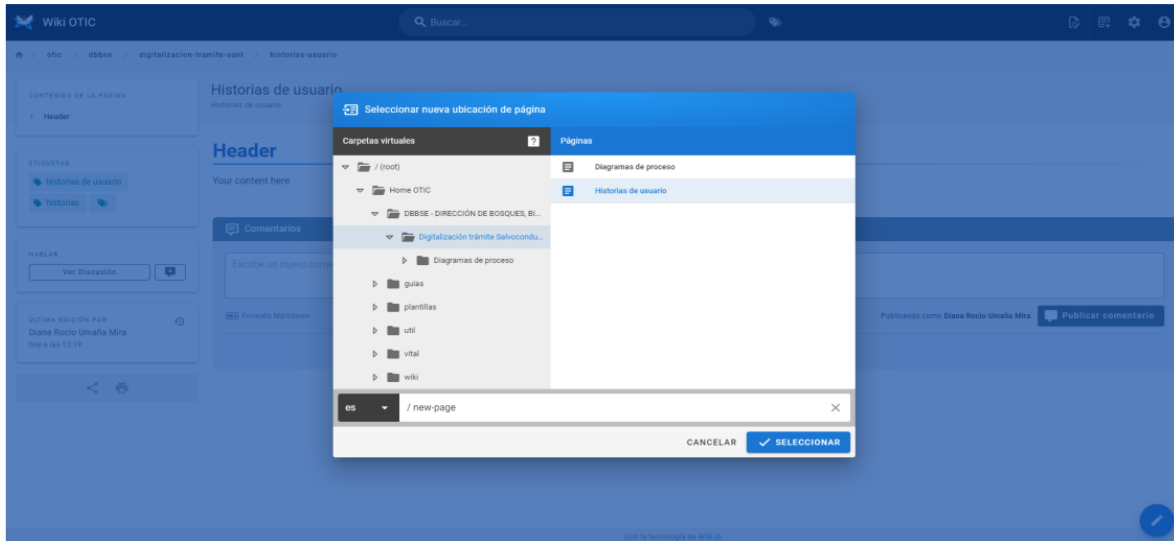 Wiki OTIC
Buscar...
/ otic / dbbse / digitalizacion-tramite-sunl / historias-usuario
CONTENIDO DE LA PÁGINA
Header
ETIQUETAS
historias de usuario
historias
HABLAR
Ver Discusión
ÚLTIMA EDICIÓN POR
Diana Rocio Umaña Mira
hoy a las 13:19
Historias de usuario
Historias de usuario
Header
Your content here
Comentarios
Escribe un nuevo come
Formato Markdown
Publicando como Diana Rocio Umaña Mira
Publicar comentario
Seleccionar nueva ubicación de página
Carpetas virtuales
?
/ (root)
Home OTIC
DBBSE - DIRECCIÓN DE BOSQUES, BI...
Digitalización trámite Salvocondu...
Diagramas de proceso
guias
plantillas
util
vital
wiki
Páginas
Diagramas de proceso
Historias de usuario
es
/ new-page
CANCELAR
SELECCIONAR
Con la tecnología de Wiki.js